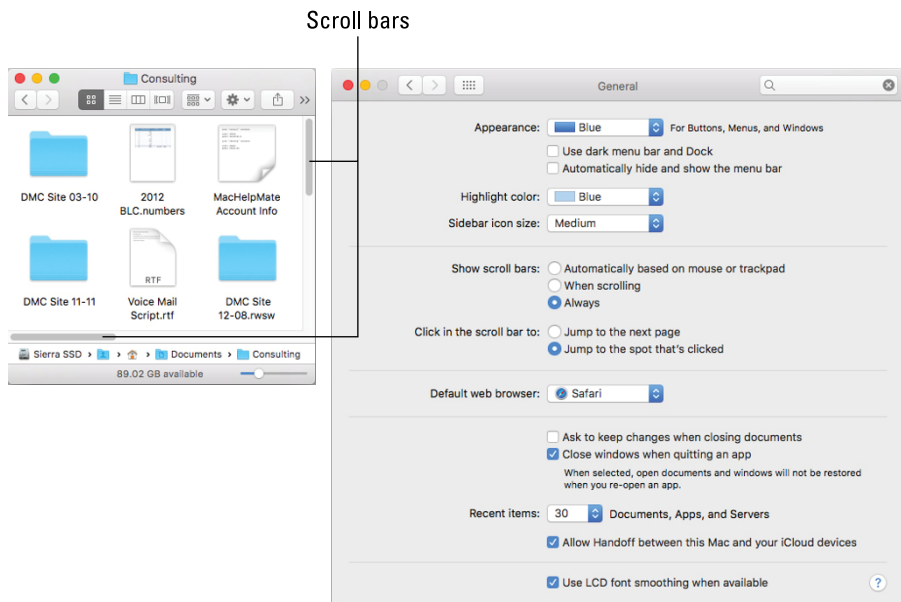 Scroll bars
Consulting
DMC Site 03-10
2012
BLC.numbers
MacHelpMate
Account Info
DMC Site 11-11
RTF
Voice Mail
Script.rtf
DMC Site
12-08.rwsw
Sierra SSD › › › Documents › Consulting
89.02 GB available
General
Appearance: Blue For Buttons, Menus, and Windows
Use dark menu bar and Dock
Automatically hide and show the menu bar
Highlight color: Blue
Sidebar icon size: Medium
Show scroll bars: Automatically based on mouse or trackpad
When scrolling
Always
Click in the scroll bar to: Jump to the next page
Jump to the spot that's clicked
Default web browser: Safari
Ask to keep changes when closing documents
Close windows when quitting an app
When selected, open documents and windows will not be restored
when you re-open an app.
Recent items: 30 Documents, Apps, and Servers
Allow Handoff between this Mac and your iCloud devices
Use LCD font smoothing when available ?